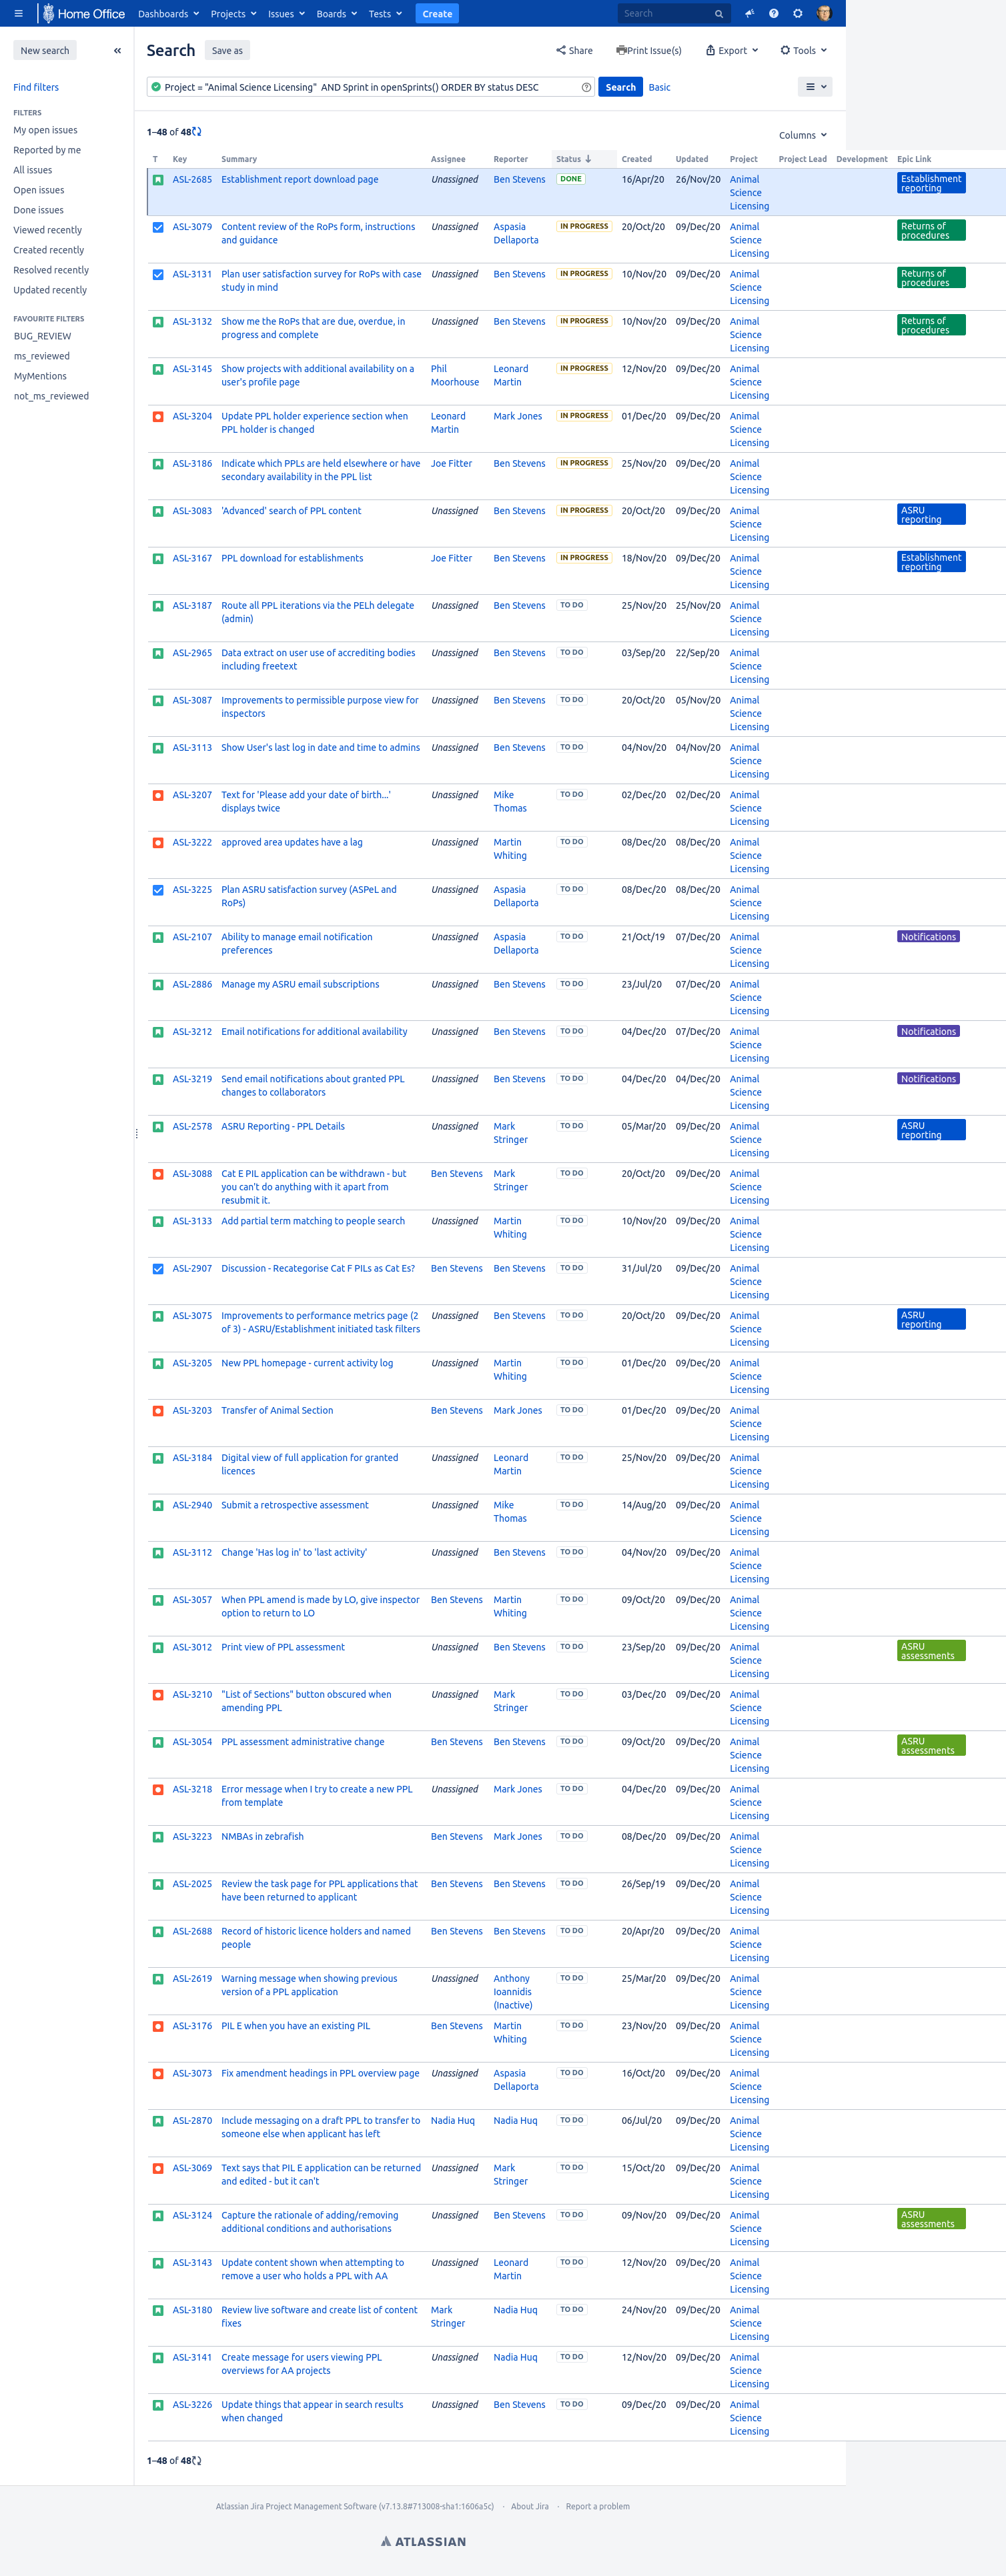 Home Office Dashboards Projects Issues Boards Tests Create Search
New search
Find filters
FILTERS
My open issues
Reported by me
All issues
Open issues
Done issues
Viewed recently
Created recently
Resolved recently
Updated recently
FAVOURITE FILTERS
BUG_REVIEW
ms_reviewed
MyMentions
not_ms_reviewed
Search Save as Share Print Issue(s) Export Tools
Project = "Animal Science Licensing" AND Sprint in openSprints() ORDER BY status DESC Search Basic
1–48 of 48 Columns
T Key Summary Assignee Reporter Status Created Updated Project Project Lead Development Epic Link
ASL-2685 Establishment report download page Unassigned Ben Stevens DONE 16/Apr/20 26/Nov/20 Animal Science Licensing Establishment reporting
ASL-3079 Content review of the RoPs form, instructions and guidance Unassigned Aspasia Dellaporta IN PROGRESS 20/Oct/20 09/Dec/20 Animal Science Licensing Returns of procedures
ASL-3131 Plan user satisfaction survey for RoPs with case study in mind Unassigned Ben Stevens IN PROGRESS 10/Nov/20 09/Dec/20 Animal Science Licensing Returns of procedures
ASL-3132 Show me the RoPs that are due, overdue, in progress and complete Unassigned Ben Stevens IN PROGRESS 10/Nov/20 09/Dec/20 Animal Science Licensing Returns of procedures
ASL-3145 Show projects with additional availability on a user's profile page Phil Moorhouse Leonard Martin IN PROGRESS 12/Nov/20 09/Dec/20 Animal Science Licensing
ASL-3204 Update PPL holder experience section when PPL holder is changed Leonard Martin Mark Jones IN PROGRESS 01/Dec/20 09/Dec/20 Animal Science Licensing
ASL-3186 Indicate which PPLs are held elsewhere or have secondary availability in the PPL list Joe Fitter Ben Stevens IN PROGRESS 25/Nov/20 09/Dec/20 Animal Science Licensing
ASL-3083 'Advanced' search of PPL content Unassigned Ben Stevens IN PROGRESS 20/Oct/20 09/Dec/20 Animal Science Licensing ASRU reporting
ASL-3167 PPL download for establishments Joe Fitter Ben Stevens IN PROGRESS 18/Nov/20 09/Dec/20 Animal Science Licensing Establishment reporting
ASL-3187 Route all PPL iterations via the PELh delegate (admin) Unassigned Ben Stevens TO DO 25/Nov/20 25/Nov/20 Animal Science Licensing
ASL-2965 Data extract on user use of accrediting bodies including freetext Unassigned Ben Stevens TO DO 03/Sep/20 22/Sep/20 Animal Science Licensing
ASL-3087 Improvements to permissible purpose view for inspectors Unassigned Ben Stevens TO DO 20/Oct/20 05/Nov/20 Animal Science Licensing
ASL-3113 Show User's last log in date and time to admins Unassigned Ben Stevens TO DO 04/Nov/20 04/Nov/20 Animal Science Licensing
ASL-3207 Text for 'Please add your date of birth...' displays twice Unassigned Mike Thomas TO DO 02/Dec/20 02/Dec/20 Animal Science Licensing
ASL-3222 approved area updates have a lag Unassigned Martin Whiting TO DO 08/Dec/20 08/Dec/20 Animal Science Licensing
ASL-3225 Plan ASRU satisfaction survey (ASPeL and RoPs) Unassigned Aspasia Dellaporta TO DO 08/Dec/20 08/Dec/20 Animal Science Licensing
ASL-2107 Ability to manage email notification preferences Unassigned Aspasia Dellaporta TO DO 21/Oct/19 07/Dec/20 Animal Science Licensing Notifications
ASL-2886 Manage my ASRU email subscriptions Unassigned Ben Stevens TO DO 23/Jul/20 07/Dec/20 Animal Science Licensing
ASL-3212 Email notifications for additional availability Unassigned Ben Stevens TO DO 04/Dec/20 07/Dec/20 Animal Science Licensing Notifications
ASL-3219 Send email notifications about granted PPL changes to collaborators Unassigned Ben Stevens TO DO 04/Dec/20 04/Dec/20 Animal Science Licensing Notifications
ASL-2578 ASRU Reporting - PPL Details Unassigned Mark Stringer TO DO 05/Mar/20 09/Dec/20 Animal Science Licensing ASRU reporting
ASL-3088 Cat E PIL application can be withdrawn - but you can't do anything with it apart from resubmit it. Ben Stevens Mark Stringer TO DO 20/Oct/20 09/Dec/20 Animal Science Licensing
ASL-3133 Add partial term matching to people search Unassigned Martin Whiting TO DO 10/Nov/20 09/Dec/20 Animal Science Licensing
ASL-2907 Discussion - Recategorise Cat F PILs as Cat Es? Ben Stevens Ben Stevens TO DO 31/Jul/20 09/Dec/20 Animal Science Licensing
ASL-3075 Improvements to performance metrics page (2 of 3) - ASRU/Establishment initiated task filters Unassigned Ben Stevens TO DO 20/Oct/20 09/Dec/20 Animal Science Licensing ASRU reporting
ASL-3205 New PPL homepage - current activity log Unassigned Martin Whiting TO DO 01/Dec/20 09/Dec/20 Animal Science Licensing
ASL-3203 Transfer of Animal Section Ben Stevens Mark Jones TO DO 01/Dec/20 09/Dec/20 Animal Science Licensing
ASL-3184 Digital view of full application for granted licences Unassigned Leonard Martin TO DO 25/Nov/20 09/Dec/20 Animal Science Licensing
ASL-2940 Submit a retrospective assessment Unassigned Mike Thomas TO DO 14/Aug/20 09/Dec/20 Animal Science Licensing
ASL-3112 Change 'Has log in' to 'last activity' Unassigned Ben Stevens TO DO 04/Nov/20 09/Dec/20 Animal Science Licensing
ASL-3057 When PPL amend is made by LO, give inspector option to return to LO Ben Stevens Martin Whiting TO DO 09/Oct/20 09/Dec/20 Animal Science Licensing
ASL-3012 Print view of PPL assessment Unassigned Ben Stevens TO DO 23/Sep/20 09/Dec/20 Animal Science Licensing ASRU assessments
ASL-3210 "List of Sections" button obscured when amending PPL Unassigned Mark Stringer TO DO 03/Dec/20 09/Dec/20 Animal Science Licensing
ASL-3054 PPL assessment administrative change Ben Stevens Ben Stevens TO DO 09/Oct/20 09/Dec/20 Animal Science Licensing ASRU assessments
ASL-3218 Error message when I try to create a new PPL from template Unassigned Mark Jones TO DO 04/Dec/20 09/Dec/20 Animal Science Licensing
ASL-3223 NMBAs in zebrafish Ben Stevens Mark Jones TO DO 08/Dec/20 09/Dec/20 Animal Science Licensing
ASL-2025 Review the task page for PPL applications that have been returned to applicant Ben Stevens Ben Stevens TO DO 26/Sep/19 09/Dec/20 Animal Science Licensing
ASL-2688 Record of historic licence holders and named people Ben Stevens Ben Stevens TO DO 20/Apr/20 09/Dec/20 Animal Science Licensing
ASL-2619 Warning message when showing previous version of a PPL application Unassigned Anthony Ioannidis (Inactive) TO DO 25/Mar/20 09/Dec/20 Animal Science Licensing
ASL-3176 PIL E when you have an existing PIL Ben Stevens Martin Whiting TO DO 23/Nov/20 09/Dec/20 Animal Science Licensing
ASL-3073 Fix amendment headings in PPL overview page Unassigned Aspasia Dellaporta TO DO 16/Oct/20 09/Dec/20 Animal Science Licensing
ASL-2870 Include messaging on a draft PPL to transfer to someone else when applicant has left Nadia Huq Nadia Huq TO DO 06/Jul/20 09/Dec/20 Animal Science Licensing
ASL-3069 Text says that PIL E application can be returned and edited - but it can't Unassigned Mark Stringer TO DO 15/Oct/20 09/Dec/20 Animal Science Licensing
ASL-3124 Capture the rationale of adding/removing additional conditions and authorisations Unassigned Ben Stevens TO DO 09/Nov/20 09/Dec/20 Animal Science Licensing ASRU assessments
ASL-3143 Update content shown when attempting to remove a user who holds a PPL with AA Unassigned Leonard Martin TO DO 12/Nov/20 09/Dec/20 Animal Science Licensing
ASL-3180 Review live software and create list of content fixes Mark Stringer Nadia Huq TO DO 24/Nov/20 09/Dec/20 Animal Science Licensing
ASL-3141 Create message for users viewing PPL overviews for AA projects Unassigned Nadia Huq TO DO 12/Nov/20 09/Dec/20 Animal Science Licensing
ASL-3226 Update things that appear in search results when changed Unassigned Ben Stevens TO DO 09/Dec/20 09/Dec/20 Animal Science Licensing
1–48 of 48
Atlassian Jira Project Management Software (v7.13.8#713008-sha1:1606a5c) · About Jira · Report a problem
ATLASSIAN